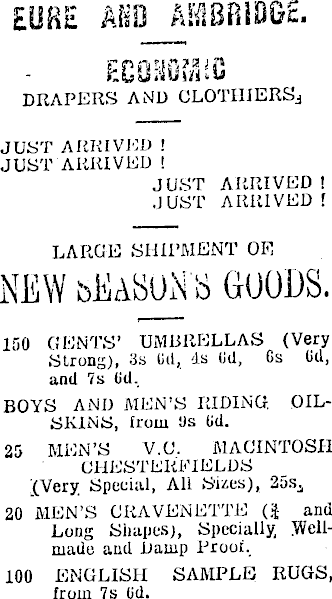 EURE AND AMBRIDGE.
ECONOMIC
DRAPERS AND CLOTHIERS,
JUST ARRIVED !
JUST ARRIVED !
JUST ARRIVED !
JUST ARRIVED !
LARGE SHIPMENT OF
NEW SEASON'S GOODS.
150 GENTS' UMBRELLAS (Very
Strong), 3s 6d, 4s 6d, 6s 6d,
and 7s 6d.
BOYS AND MEN'S RIDING OIL-
SKINS, from 9s 6d.
25 MEN'S V.C. MACINTOSH
CHESTERFIELDS
(Very Special, All Sizes), 25s,
20 MEN'S CRAVENETTE (¾ and
Long Shapes), Specially Well-
made and Damp Proof.
100 ENGLISH SAMPLE RUGS,
from 7s 6d.